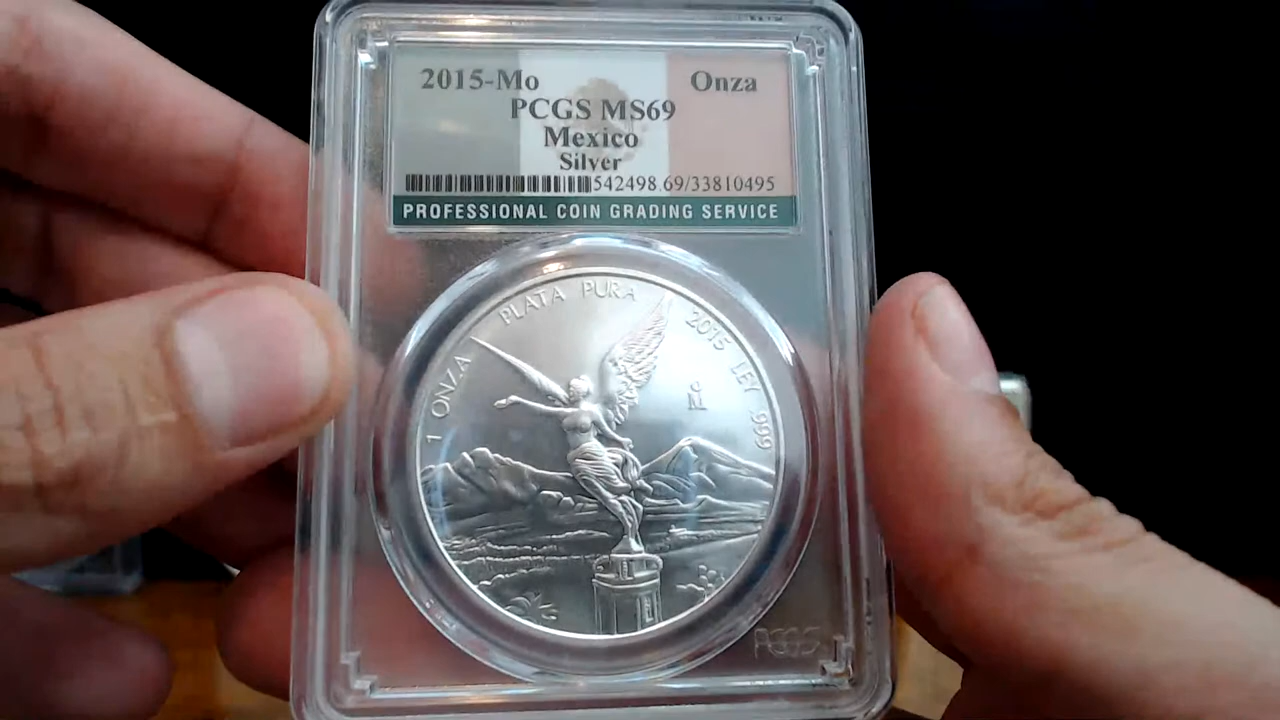 2015-Mo Onza
PCGS MS69
Mexico
Silver
542498.69/33810495
PROFESSIONAL COIN GRADING SERVICE
1 ONZA PLATA PURA 2015 LEY .999
Mo
PCGS